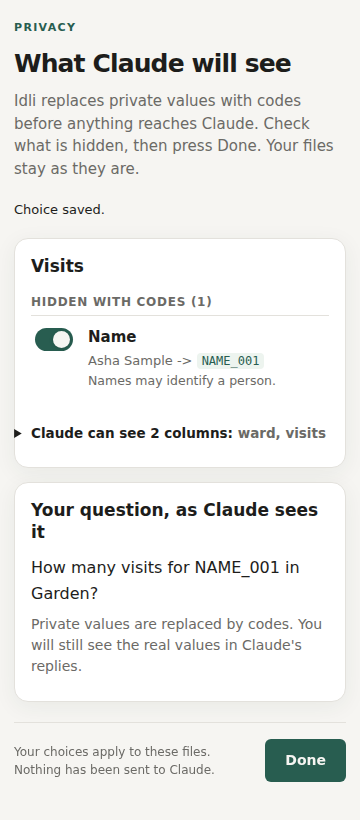 PRIVACY
What Claude will see
Idli replaces private values with codes
before anything reaches Claude. Check
what is hidden, then press Done. Your files
stay as they are.
Choice saved.
Visits
HIDDEN WITH CODES (1)
Name
Asha Sample -> NAME_001
Names may identify a person.
Claude can see 2 columns: ward, visits
Your question, as Claude sees
it
How many visits for NAME_001 in
Garden?
Private values are replaced by codes. You
will still see the real values in Claude's
replies.
Your choices apply to these files.
Nothing has been sent to Claude.
Done